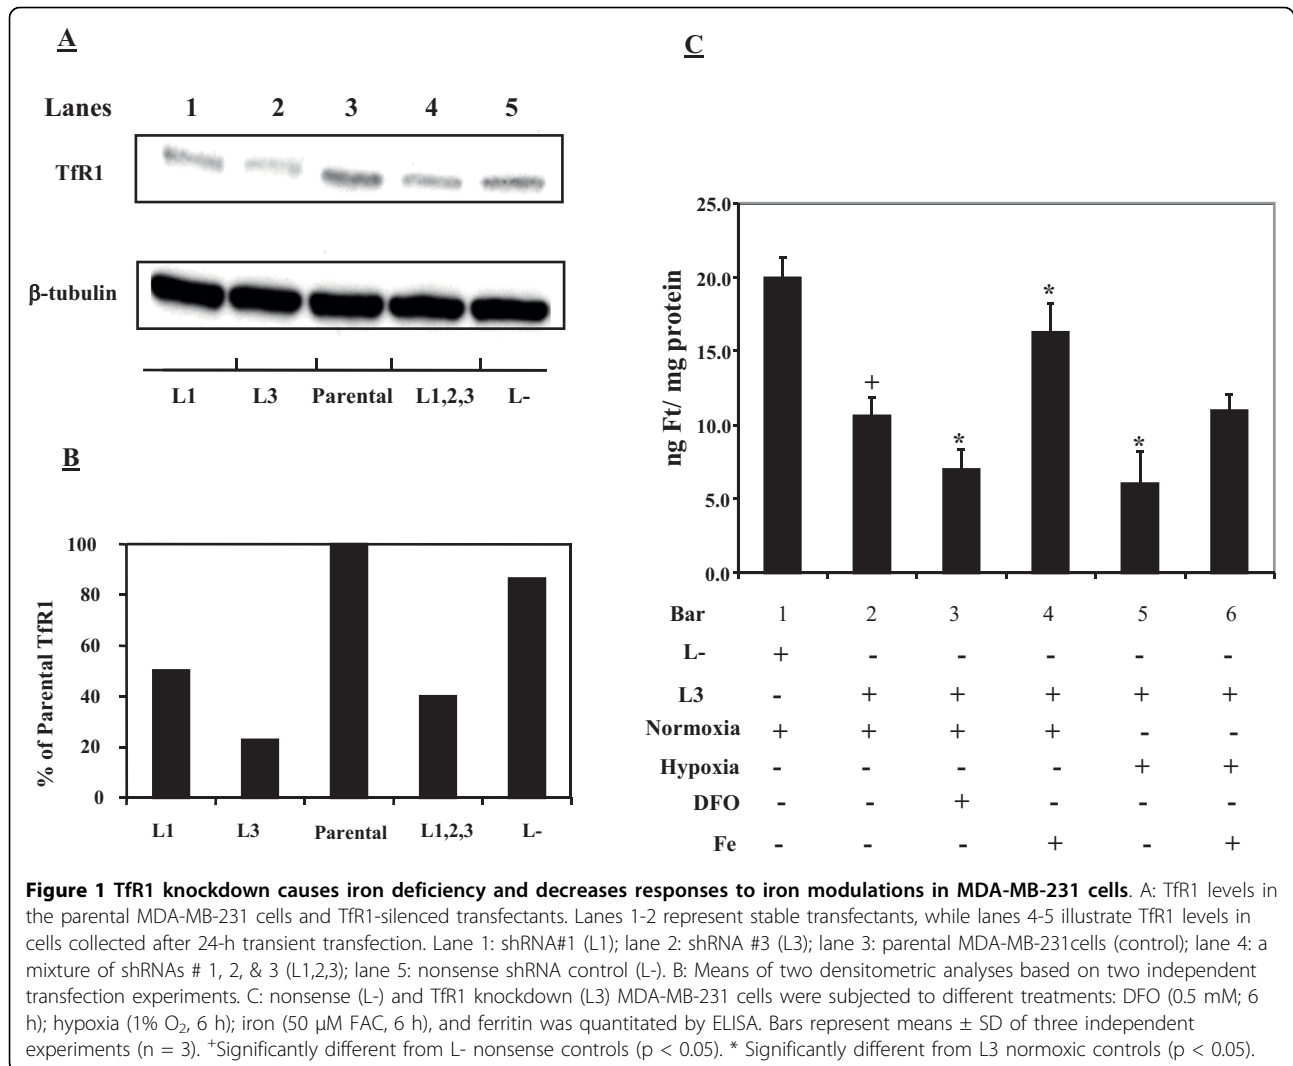 A
Lanes 1 2 3 4 5
TfR1
β-tubulin
L1 L3 Parental L1,2,3 L-
B
% of Parental TfR1
100
80
60
40
20
0
L1 L3 Parental L1,2,3 L-
C
ng Ft/ mg protein
25.0
20.0
15.0
10.0
5.0
0.0
+ * * *
Bar 1 2 3 4 5 6
L- + - - - - -
L3 - + + + + +
Normoxia + + + + - -
Hypoxia - - - - + +
DFO - - + - - -
Fe - - - + - +
Figure 1 TfR1 knockdown causes iron deficiency and decreases responses to iron modulations in MDA-MB-231 cells. A: TfR1 levels in
the parental MDA-MB-231 cells and TfR1-silenced transfectants. Lanes 1-2 represent stable transfectants, while lanes 4-5 illustrate TfR1 levels in
cells collected after 24-h transient transfection. Lane 1: shRNA#1 (L1); lane 2: shRNA #3 (L3); lane 3: parental MDA-MB-231cells (control); lane 4: a
mixture of shRNAs # 1, 2, & 3 (L1,2,3); lane 5: nonsense shRNA control (L-). B: Means of two densitometric analyses based on two independent
transfection experiments. C: nonsense (L-) and TfR1 knockdown (L3) MDA-MB-231 cells were subjected to different treatments: DFO (0.5 mM; 6
h); hypoxia (1% O₂, 6 h); iron (50 μM FAC, 6 h), and ferritin was quantitated by ELISA. Bars represent means ± SD of three independent
experiments (n = 3). ⁺Significantly different from L- nonsense controls (p < 0.05). * Significantly different from L3 normoxic controls (p < 0.05).